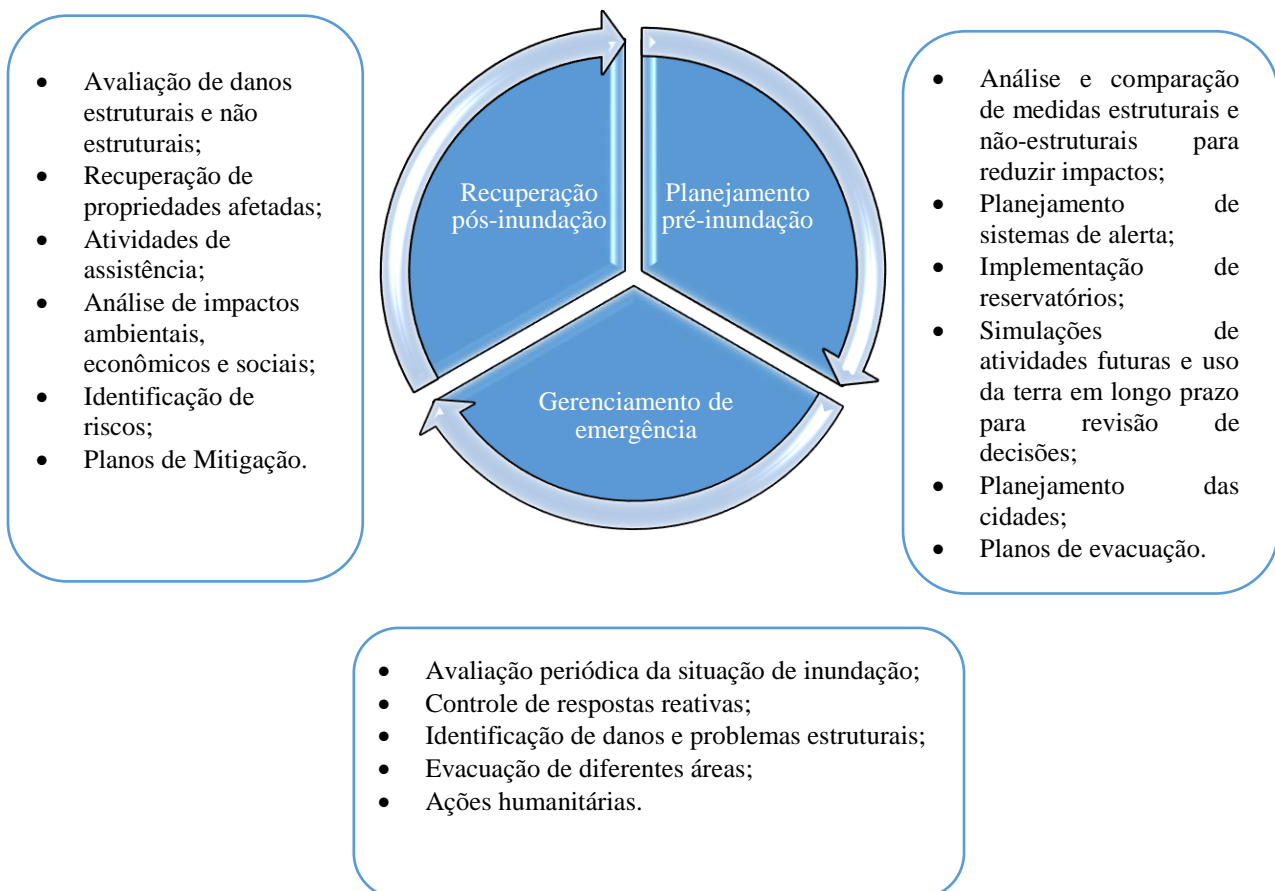 • Avaliação de danos
estruturais e não
estruturais;
• Recuperação de
propriedades afetadas;
• Atividades de
assistência;
• Análise de impactos
ambientais,
econômicos e sociais;
• Identificação de
riscos;
• Planos de Mitigação.
Recuperação
pós-inundação
Planejamento
pré-inundação
Gerenciamento de
emergência
• Análise e comparação
de medidas estruturais e
não-estruturais para
reduzir impactos;
• Planejamento de
sistemas de alerta;
• Implementação de
reservatórios;
• Simulações de
atividades futuras e uso
da terra em longo prazo
para revisão de
decisões;
• Planejamento das
cidades;
• Planos de evacuação.
• Avaliação periódica da situação de inundação;
• Controle de respostas reativas;
• Identificação de danos e problemas estruturais;
• Evacuação de diferentes áreas;
• Ações humanitárias.